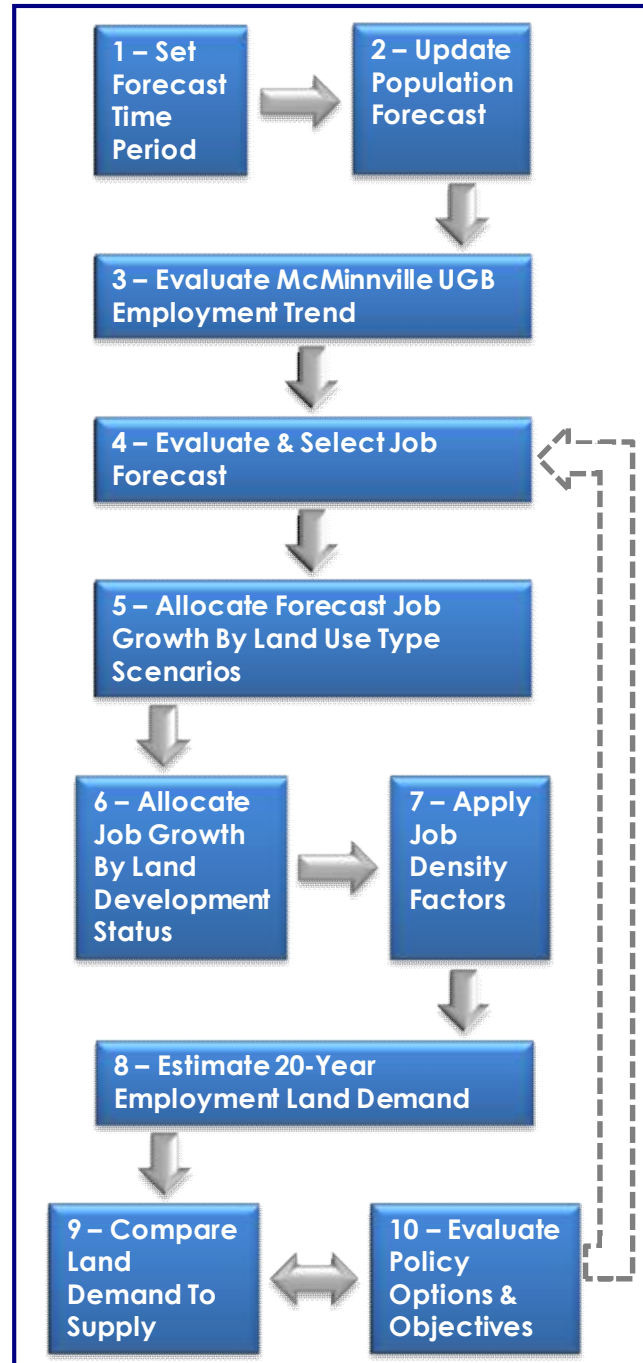 1 – Set
Forecast
Time
Period
2 – Update
Population
Forecast
3 – Evaluate McMinnville UGB
Employment Trend
4 – Evaluate & Select Job
Forecast
5 – Allocate Forecast Job
Growth By Land Use Type
Scenarios
6 – Allocate
Job Growth
By Land
Development
Status
7 – Apply
Job
Density
Factors
8 – Estimate 20-Year
Employment Land Demand
9 – Compare
Land
Demand To
Supply
10 – Evaluate
Policy
Options &
Objectives